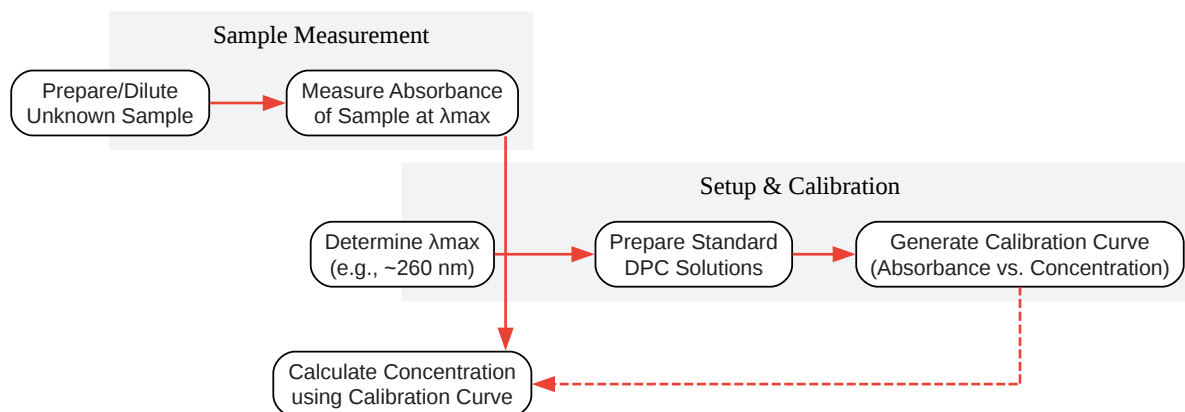 Sample Measurement
Prepare/Dilute
Unknown Sample
Measure Absorbance
of Sample at λmax
Setup & Calibration
Determine λmax
(e.g., ~260 nm)
Prepare Standard
DPC Solutions
Generate Calibration Curve
(Absorbance vs. Concentration)
Calculate Concentration
using Calibration Curve